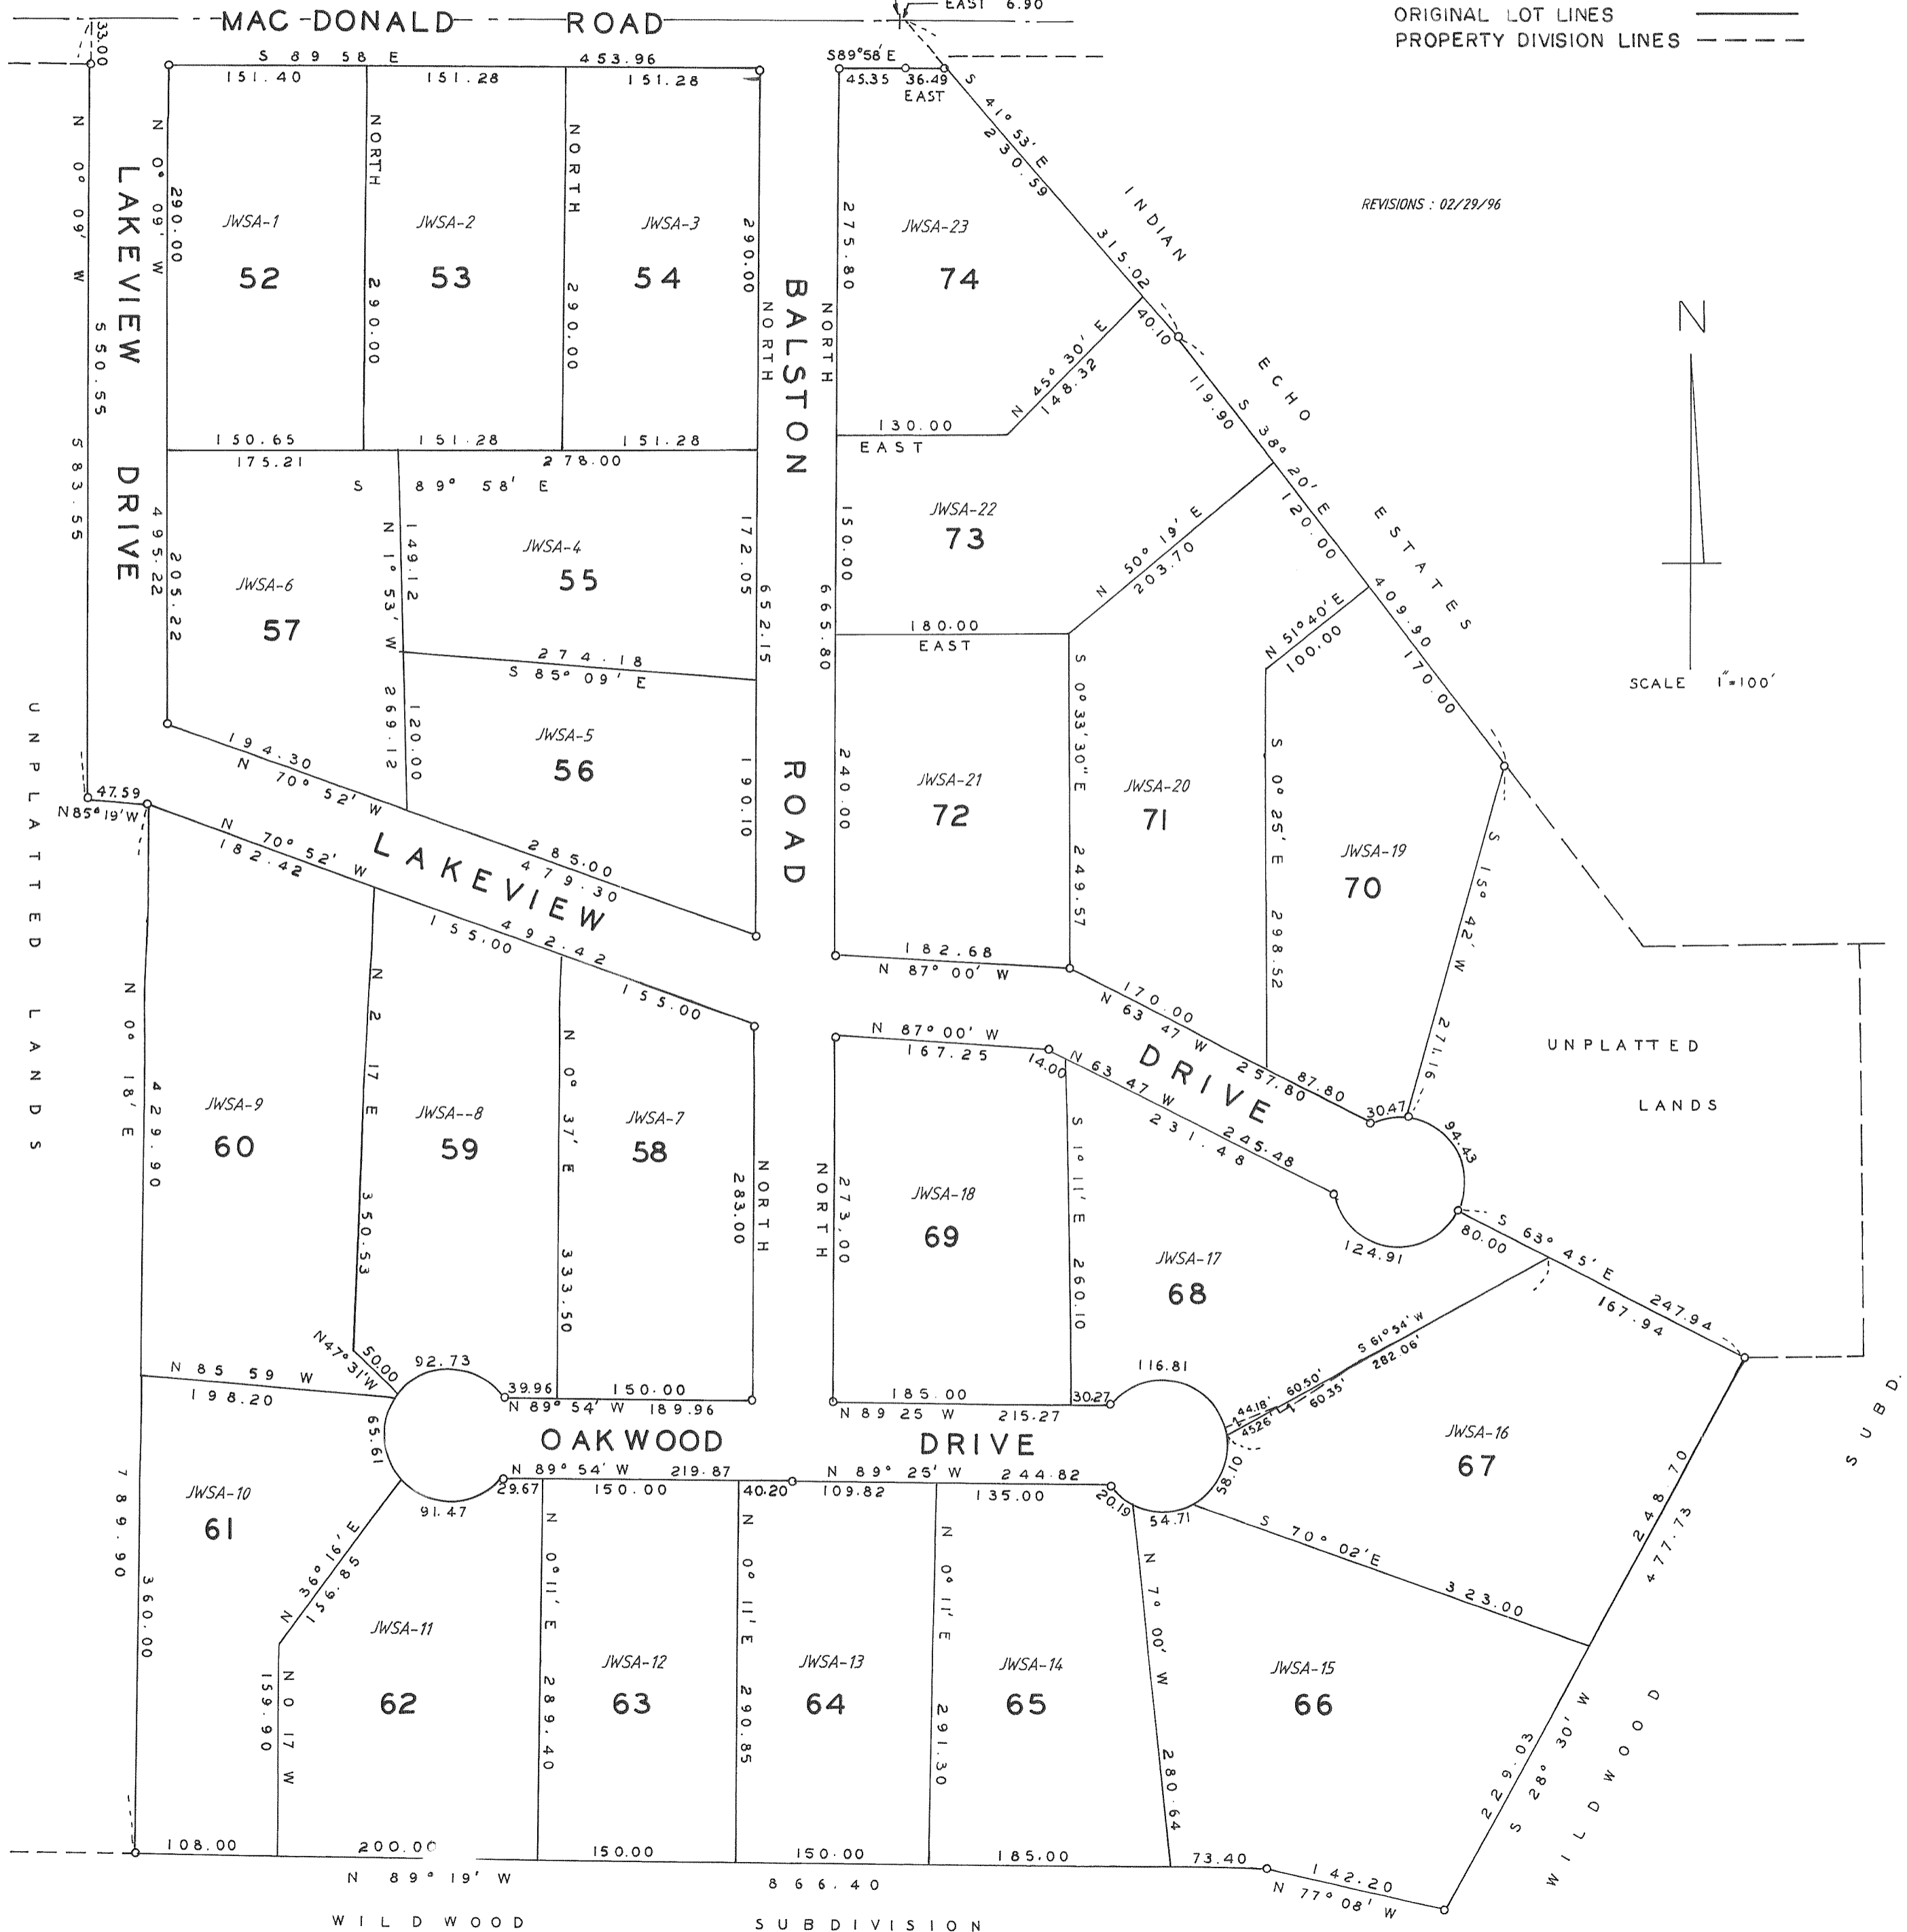 EAST 6.90
MAC-DONALD ROAD
ORIGINAL LOT LINES
PROPERTY DIVISION LINES
33.00
S 89 58 E 453.96
151.40 151.28 151.28
S89°58'E
45.35 36.49
EAST
S 41° 53' E
230.59
315.02
INDIAN ECHO ESTATES
REVISIONS : 02/29/96
N
SCALE 1"=100'
N 0° 09' W
550.55
583.55
LAKEVIEW DRIVE
N 0° 09' W
290.00
JWSA-1
52
NORTH
290.00
JWSA-2
53
NORTH
290.00
JWSA-3
54
290.00
NORTH
BALSTON ROAD
275.80
NORTH
JWSA-23
74
40.10
N 45° 30' E
148.32
130.00
EAST
119.90
S 38° 20' E
120.00
409.90
170.00
150.65 151.28 151.28
175.21 278.00
S 89° 58' E
495.22
205.22
JWSA-6
57
N 1° 53' W
149.12
269.12
120.00
JWSA-4
55
172.05
652.15
274.18
S 85° 09' E
JWSA-5
56
190.10
150.00
665.80
JWSA-22
73
N 50° 19' E
203.70
180.00
EAST
N 51°40' E
100.00
240.00
JWSA-21
72
S 0° 33' 30" E
249.57
JWSA-20
71
S 0° 25' E
298.52
JWSA-19
70
S 15° 42' W
271.16
UNPLATTED LANDS
194.30
N 70° 52' W
285.00
479.30
47.59
N85°19'W
N 70° 52' W
182.42
LAKEVIEW DRIVE
492.42
155.00
155.00
182.68
N 87° 00' W
170.00
N 63 47 W
257.80
87.80
30.47
94.43
UNPLATTED
LANDS
N 0° 18' E
429.90
JWSA-9
60
N 2 17 E
350.53
JWSA--8
59
N 0° 37' E
333.50
JWSA-7
58
283.00
NORTH
N 87° 00' W
167.25
14.00
N 63 47 W
245.48
231.48
NORTH
273.00
JWSA-18
69
S 1° 11' E
260.10
JWSA-17
68
124.91
80.00
S 63° 45' E
247.94
167.94
S 61° 54' W
282.06'
44.18' 60.50'
45.26' 60.35'
N47°31'W
50.00
92.73
39.96 150.00
N 89° 54' W 189.96
N 85 59 W
198.20
65.61
185.00 30.27
N 89 25 W 215.27
116.81
OAKWOOD DRIVE
N 89° 54' W 219.87
29.67 150.00 40.20
N 89° 25' W 244.82
109.82 135.00
20.19
54.71
58.10
JWSA-16
67
248.70
477.73
SUBD.
789.90
360.00
JWSA-10
61
91.47
N 36° 16' E
156.85
N 0 17 W
159.90
JWSA-11
62
N 0° 11' E
289.40
JWSA-12
63
N 0° 11' E
290.85
JWSA-13
64
N 0° 11' E
291.30
JWSA-14
65
N 7° 00' W
280.64
JWSA-15
66
S 70° 02' E
323.00
229.03
S 28° 30' W
WILDWOOD
108.00 200.00 150.00 150.00 185.00 73.40
N 89° 19' W 866.40
142.20
N 77° 08' W
WILDWOOD SUBDIVISION